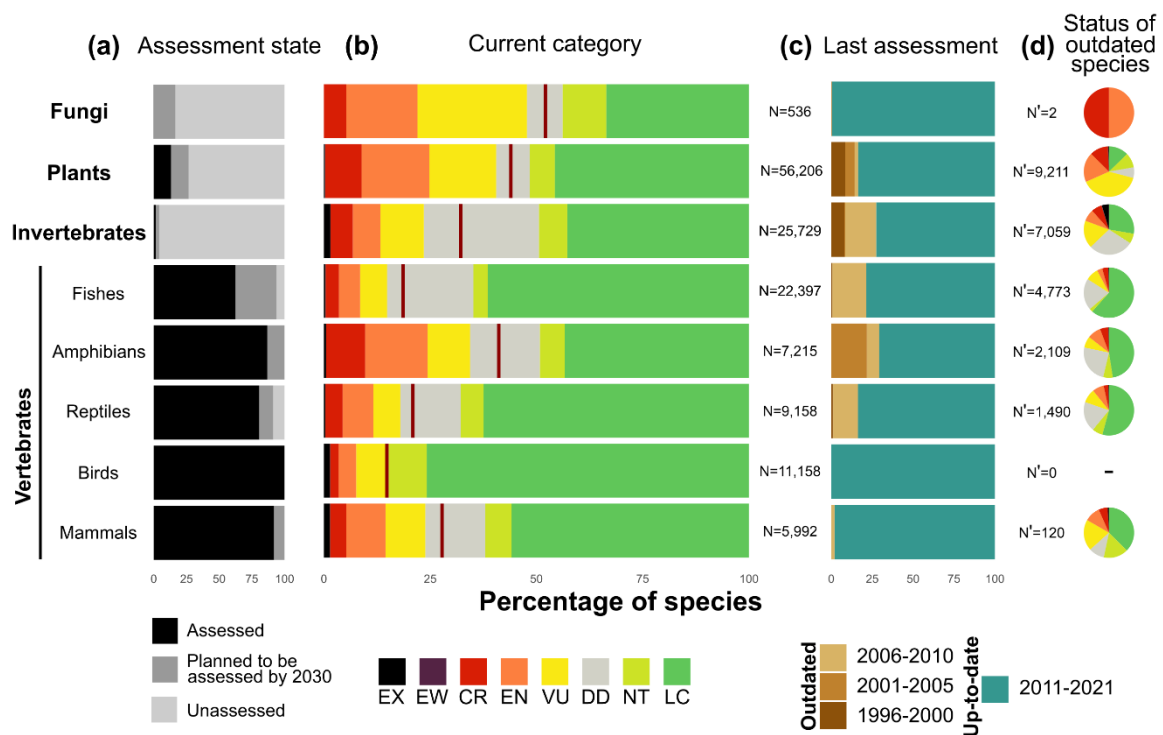 (a) Assessment state
(b) Current category
(c) Last assessment
(d) Status of
outdated
species
Fungi
N=536
N'=2
Plants
N=56,206
N'=9,211
Invertebrates
N=25,729
N'=7,059
Vertebrates
Fishes
N=22,397
N'=4,773
Amphibians
N=7,215
N'=2,109
Reptiles
N=9,158
N'=1,490
Birds
N=11,158
N'=0
-
Mammals
N=5,992
N'=120
0 25 50 75 100
0 25 50 75 100
0 25 50 75 100
Percentage of species
Assessed
Planned to be
assessed by 2030
Unassessed
EX EW CR EN VU DD NT LC
Outdated
2006-2010
2001-2005
1996-2000
Up-to-date
2011-2021